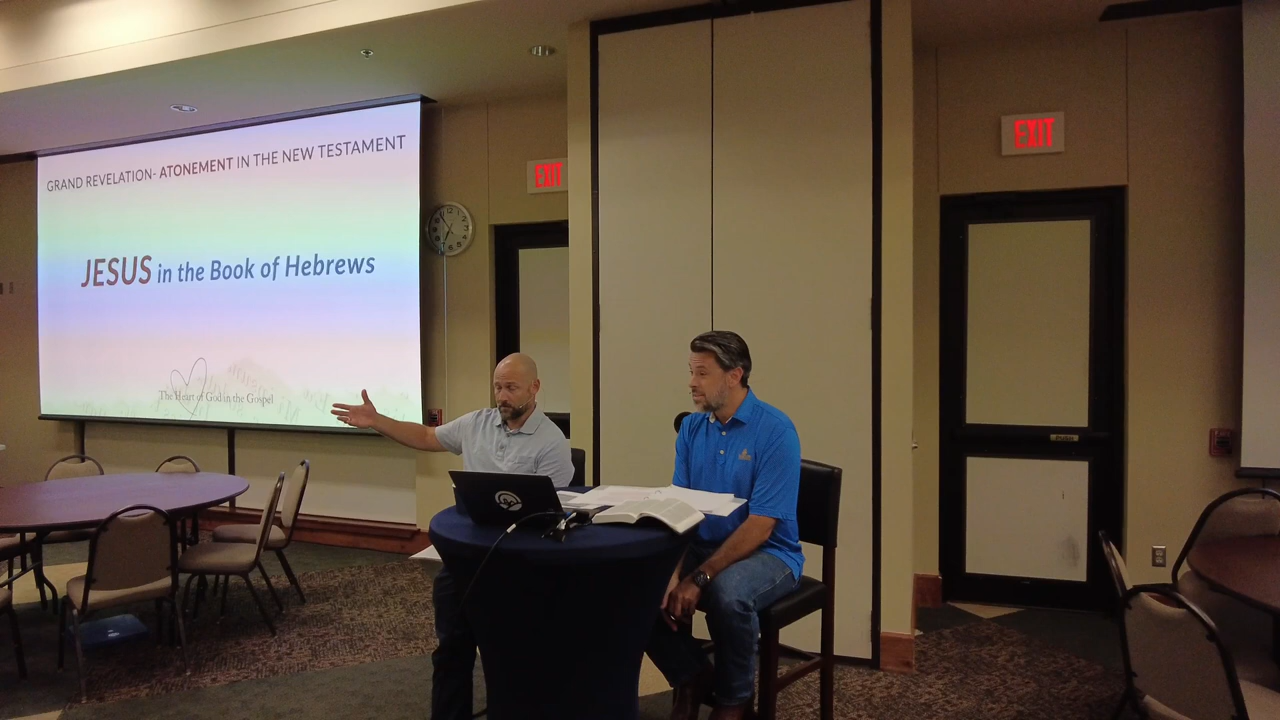 GRAND REVELATION- ATONEMENT IN THE NEW TESTAMENT
JESUS in the Book of Hebrews
The Heart of God in the Gospel
EXIT
EXIT